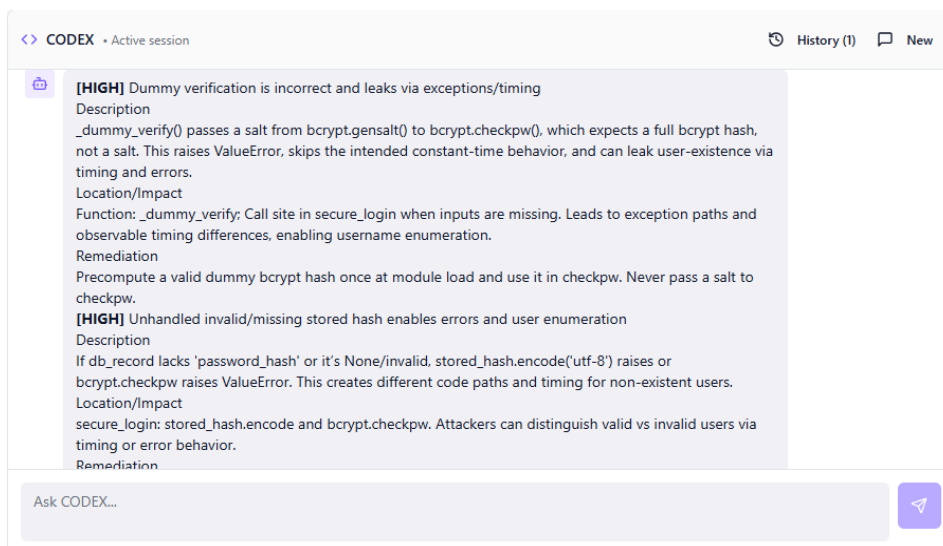 <> CODEX • Active session
History (1) New
[HIGH] Dummy verification is incorrect and leaks via exceptions/timing
Description
_dummy_verify() passes a salt from bcrypt.gensalt() to bcrypt.checkpw(), which expects a full bcrypt hash,
not a salt. This raises ValueError, skips the intended constant-time behavior, and can leak user-existence via
timing and errors.
Location/Impact
Function: _dummy_verify; Call site in secure_login when inputs are missing. Leads to exception paths and
observable timing differences, enabling username enumeration.
Remediation
Precompute a valid dummy bcrypt hash once at module load and use it in checkpw. Never pass a salt to
checkpw.
[HIGH] Unhandled invalid/missing stored hash enables errors and user enumeration
Description
If db_record lacks 'password_hash' or it's None/invalid, stored_hash.encode('utf-8') raises or
bcrypt.checkpw raises ValueError. This creates different code paths and timing for non-existent users.
Location/Impact
secure_login: stored_hash.encode and bcrypt.checkpw. Attackers can distinguish valid vs invalid users via
timing or error behavior.
Remediation
Ask CODEX...